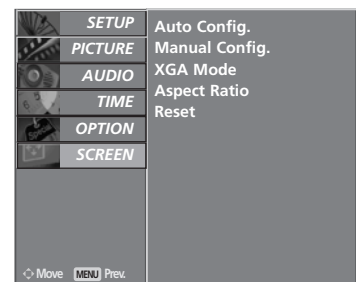 SETUP
PICTURE
AUDIO
TIME
OPTION
SCREEN
Auto Config.
Manual Config.
XGA Mode
Aspect Ratio
Reset
Move MENU Prev.